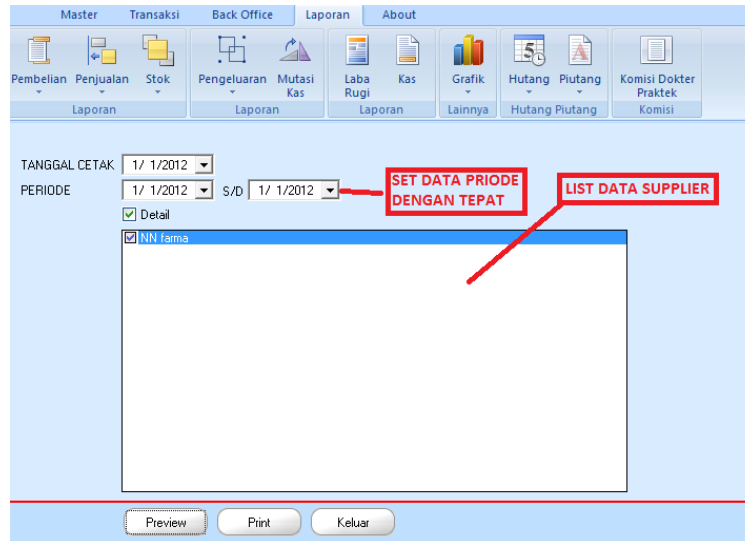 Master Transaksi Back Office Laporan About
Pembelian Penjualan Stok Pengeluaran Mutasi Kas Laba Rugi Kas Grafik Hutang Piutang Komisi Dokter Praktek
Laporan Laporan Laporan Lainnya Hutang Piutang Komisi
TANGGAL CETAK 1/ 1/2012
PERIODE 1/ 1/2012 S/D 1/ 1/2012
SET DATA PRIODE
DENGAN TEPAT
LIST DATA SUPPLIER
Detail
NN farma
Preview Print Keluar